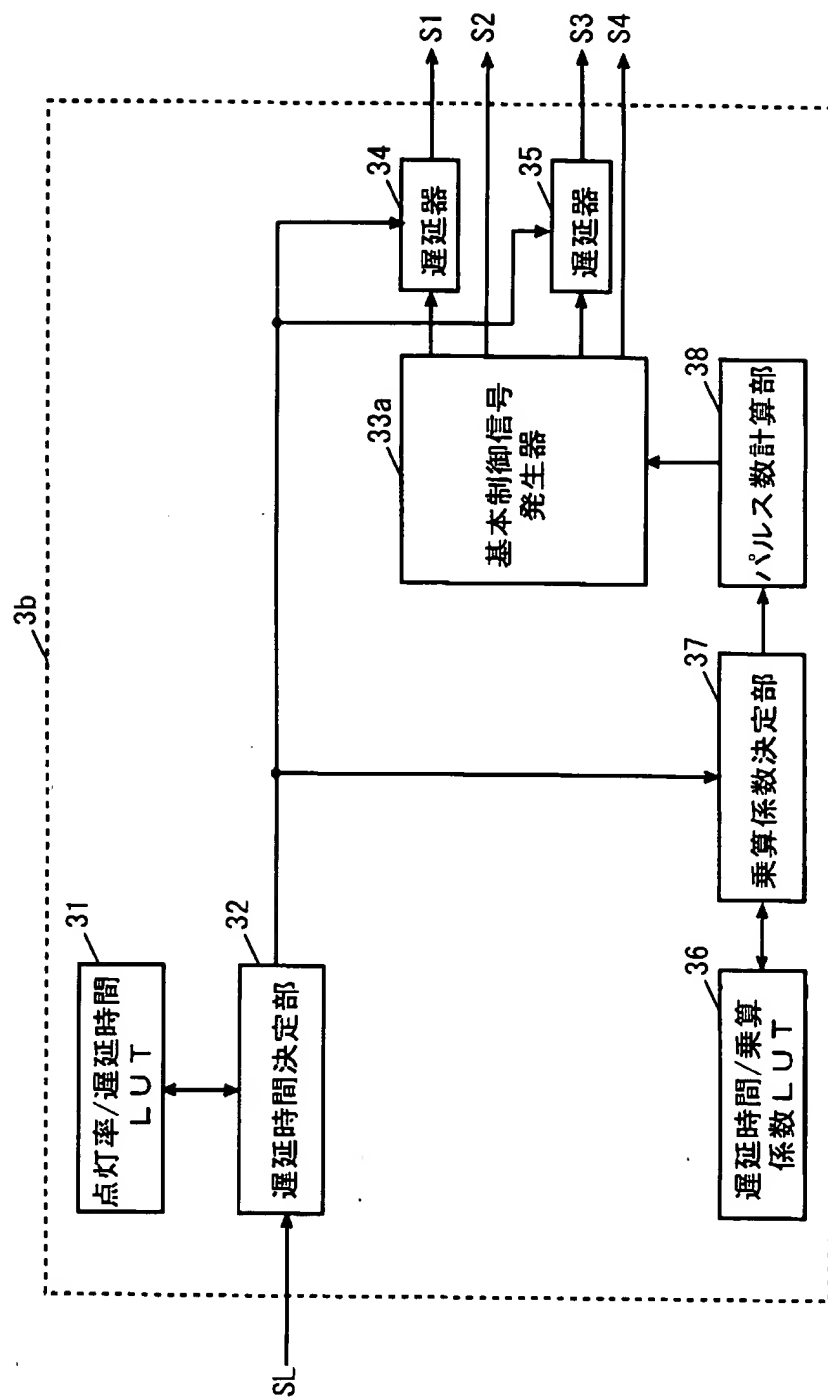 3b
SL
31
点灯率/遅延時間
LUT
32
遅延時間決定部
33a
基本制御信号
発生器
34
遅延器
35
遅延器
S1
S2
S3
S4
36
遅延時間/乗算
係数LUT
37
乗算係数決定部
38
パルス数計算部